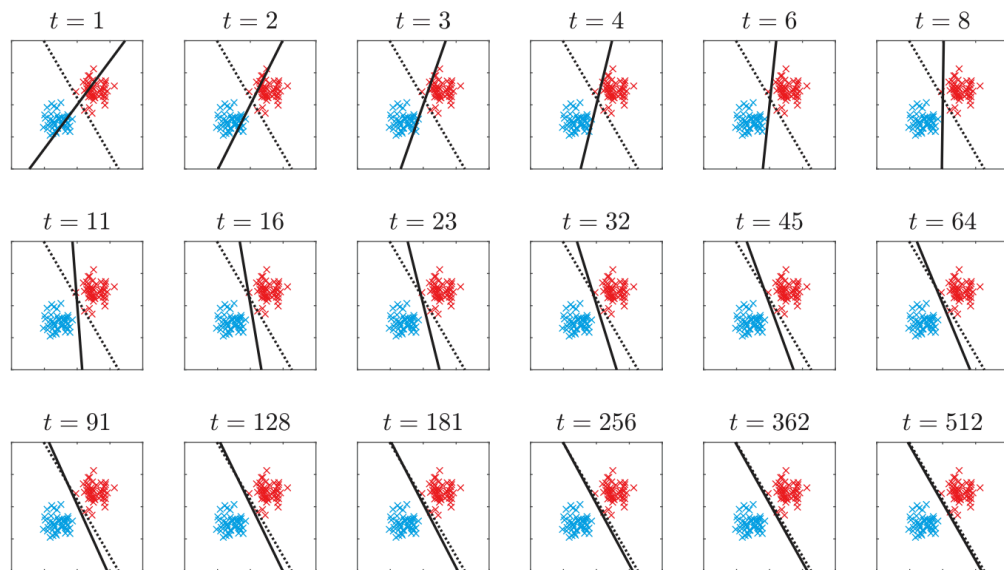 t = 1 t = 2 t = 3 t = 4 t = 6 t = 8
t = 11 t = 16 t = 23 t = 32 t = 45 t = 64
t = 91 t = 128 t = 181 t = 256 t = 362 t = 512